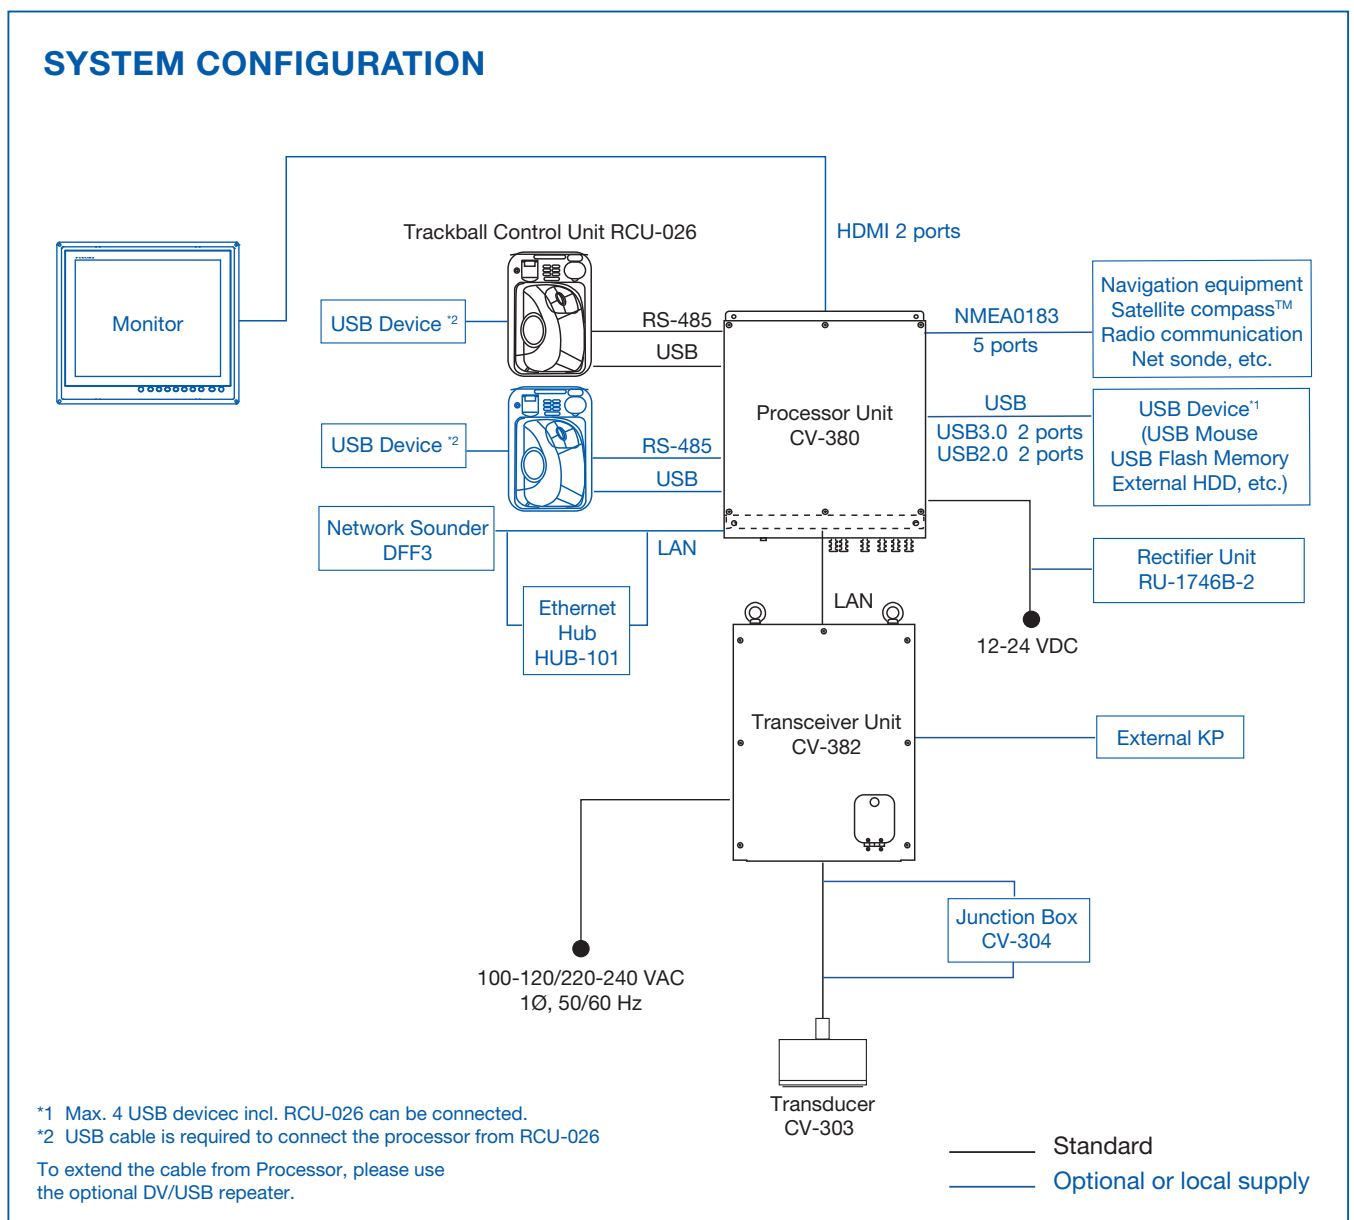 SYSTEM CONFIGURATION
Trackball Control Unit RCU-026
HDMI 2 ports
Monitor
USB Device *2
RS-485
USB
NMEA0183
5 ports
Navigation equipment
Satellite compass™
Radio communication
Net sonde, etc.
Processor Unit
CV-380
USB
USB3.0 2 ports
USB2.0 2 ports
USB Device*1
(USB Mouse
USB Flash Memory
External HDD, etc.)
USB Device *2
RS-485
USB
Network Sounder
DFF3
LAN
Ethernet
Hub
HUB-101
LAN
Rectifier Unit
RU-1746B-2
12-24 VDC
Transceiver Unit
CV-382
External KP
Junction Box
CV-304
100-120/220-240 VAC
1Ø, 50/60 Hz
Transducer
CV-303
*1 Max. 4 USB devicec incl. RCU-026 can be connected.
*2 USB cable is required to connect the processor from RCU-026
To extend the cable from Processor, please use
the optional DV/USB repeater.
Standard
Optional or local supply